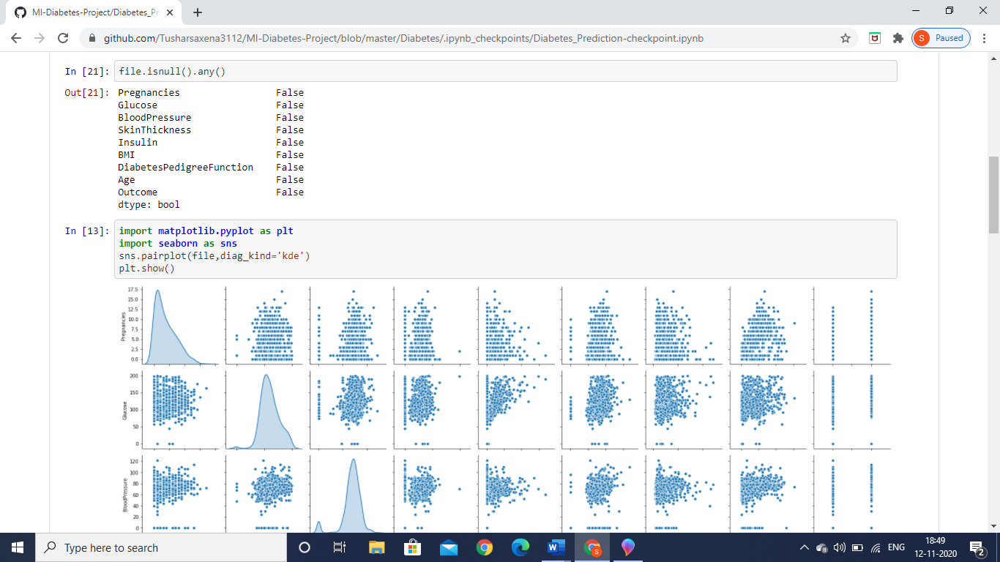 MI-Diabetes-Project/Diabetes_Pr
github.com/Tusharsaxena3112/MI-Diabetes-Project/blob/master/Diabetes/.ipynb_checkpoints/Diabetes_Prediction-checkpoint.ipynb
S Paused
In [21]: file.isnull().any()
Out[21]: Pregnancies False
Glucose False
BloodPressure False
SkinThickness False
Insulin False
BMI False
DiabetesPedigreeFunction False
Age False
Outcome False
dtype: bool
In [13]: import matplotlib.pyplot as plt
import seaborn as sns
sns.pairplot(file,diag_kind='kde')
plt.show()
17.5
15.0
12.5
10.0
7.5
5.0
2.5
0.0
Pregnancies
200
150
100
50
0
Glucose
120
100
80
60
40
20
0
BloodPressure
Type here to search
W
S
ENG
18:49
12-11-2020
2